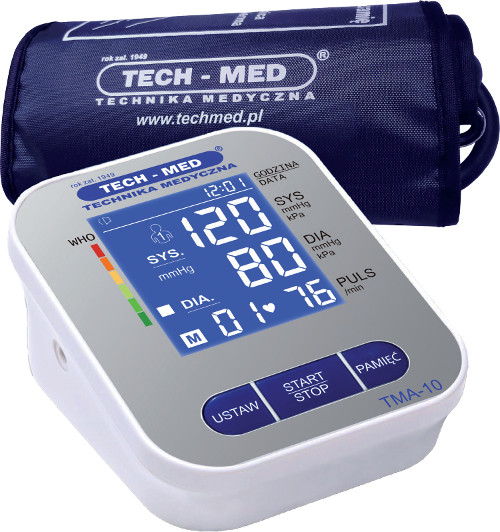 rok zał. 1949
TECH - MED ®
TECHNIKA MEDYCZNA
www.techmed.pl
rok zał. 1949
TECH - MED ®
TECHNIKA MEDYCZNA
GODZINA
DATA
12:01
SYS
mmHg
kPa
120
1
SYS.
mmHg
WHO
DIA
mmHg
kPa
80
DIA.
PULS
/min
M 01 ♥ 76
USTAW
START
STOP
PAMIĘĆ
TMA-10